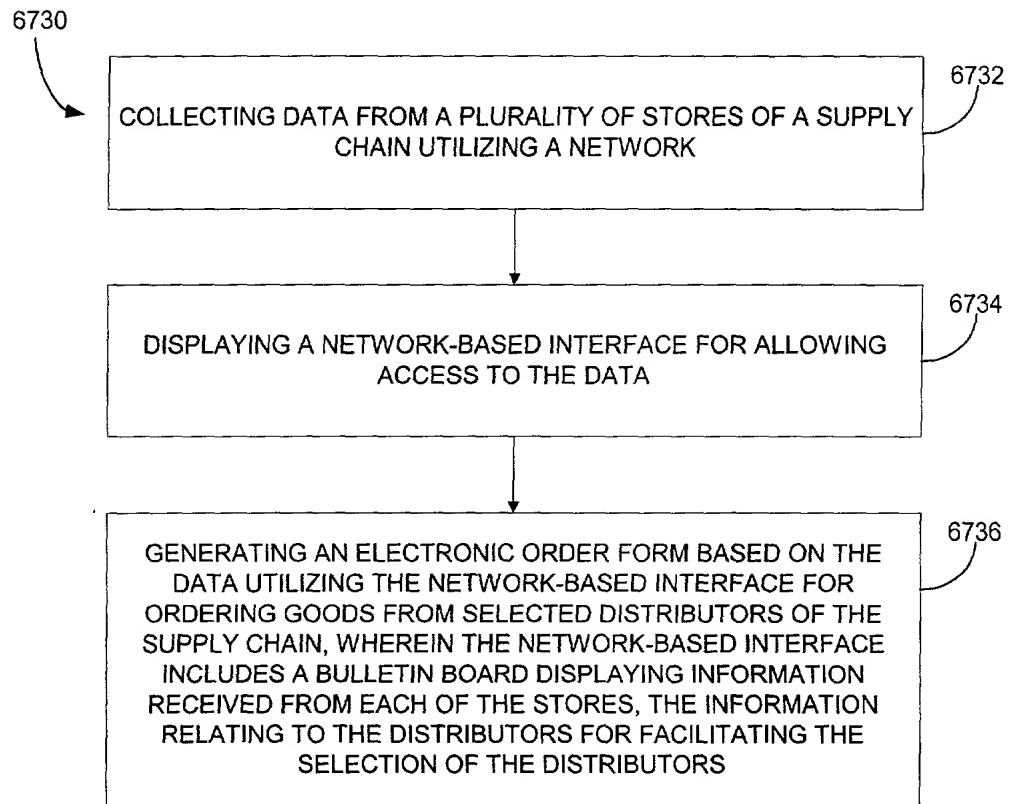 6730
6732
COLLECTING DATA FROM A PLURALITY OF STORES OF A SUPPLY
CHAIN UTILIZING A NETWORK
6734
DISPLAYING A NETWORK-BASED INTERFACE FOR ALLOWING
ACCESS TO THE DATA
6736
GENERATING AN ELECTRONIC ORDER FORM BASED ON THE
DATA UTILIZING THE NETWORK-BASED INTERFACE FOR
ORDERING GOODS FROM SELECTED DISTRIBUTORS OF THE
SUPPLY CHAIN, WHEREIN THE NETWORK-BASED INTERFACE
INCLUDES A BULLETIN BOARD DISPLAYING INFORMATION
RECEIVED FROM EACH OF THE STORES, THE INFORMATION
RELATING TO THE DISTRIBUTORS FOR FACILITATING THE
SELECTION OF THE DISTRIBUTORS